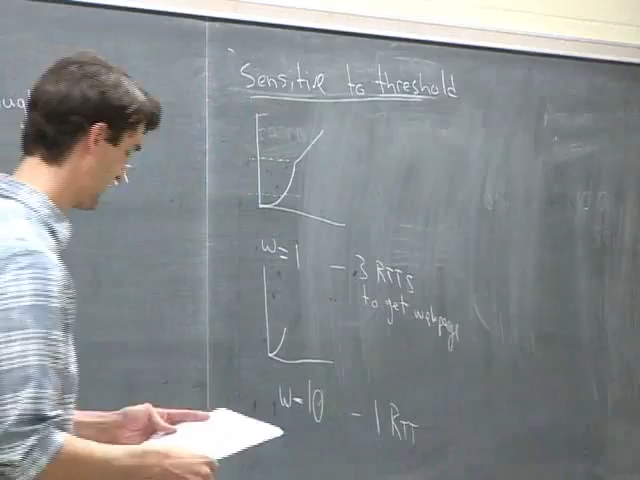 Sensitive to threshold
w=1
- 3 RTTS
to get webpage
w=10
- 1 RTT